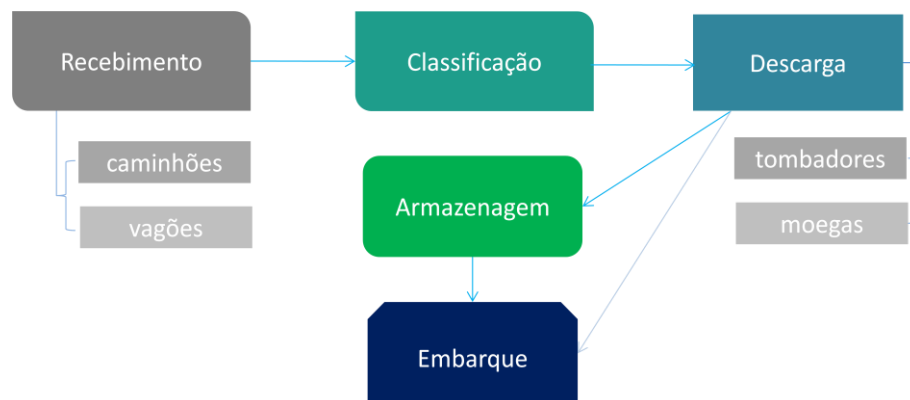 Recebimento
Classificação
Descarga
caminhões
vagões
tombadores
moegas
Armazenagem
Embarque